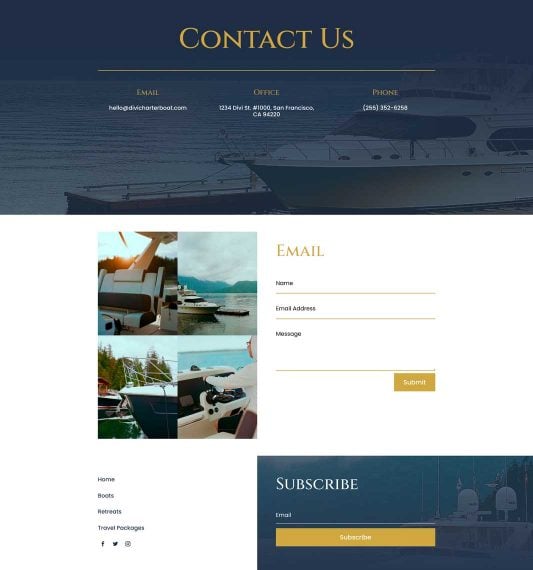 Contact Us
Email
hello@divicharterboat.com
Office
1234 Divi St. #1000, San Francisco,
CA 94220
Phone
(255) 352-6258
Email
Name
Email Address
Message
Submit
Home
Boats
Retreats
Travel Packages
Subscribe
Email
Subscribe